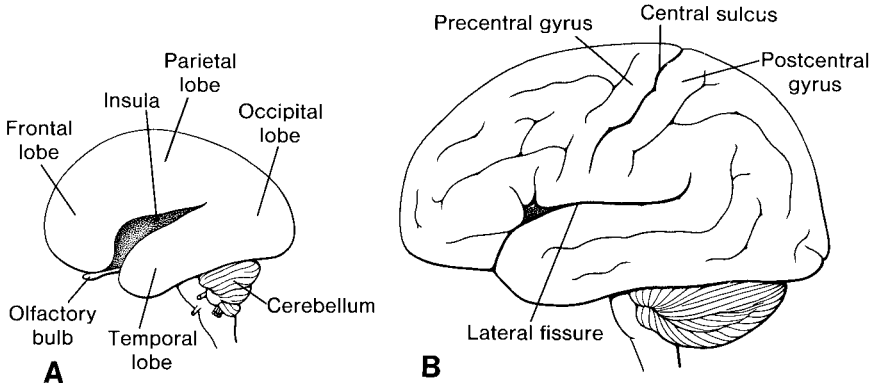 Parietal
lobe
Insula
Occipital
lobe
Frontal
lobe
Olfactory
bulb
Temporal
lobe
Cerebellum
A
Precentral gyrus
Central sulcus
Postcentral
gyrus
Lateral fissure
B